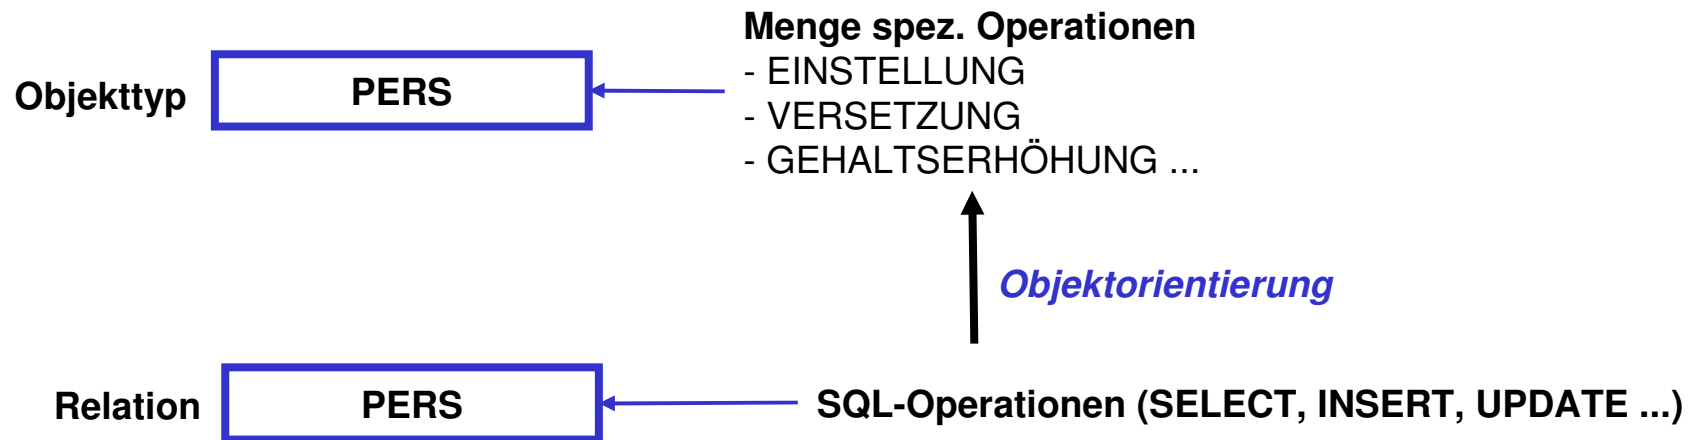 Menge spez. Operationen
- EINSTELLUNG
Objekttyp PERS
- VERSETZUNG
- GEHALTSERHÖHUNG ...
Objektorientierung
Relation PERS SQL-Operationen (SELECT, INSERT, UPDATE ...)